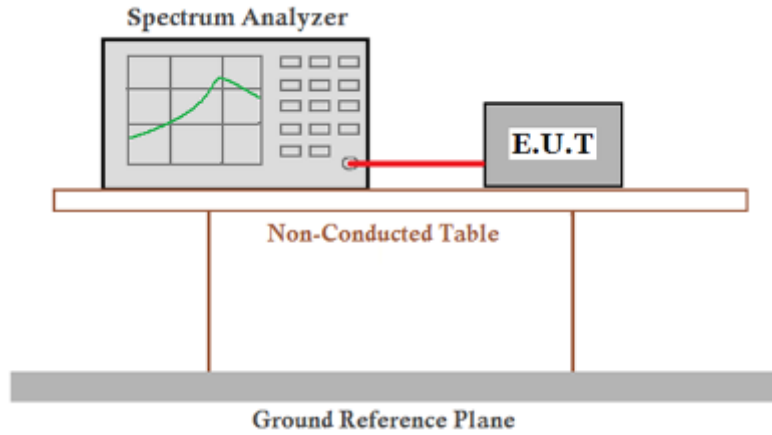 Spectrum Analyzer
E.U.T
Non-Conducted Table
Ground Reference Plane